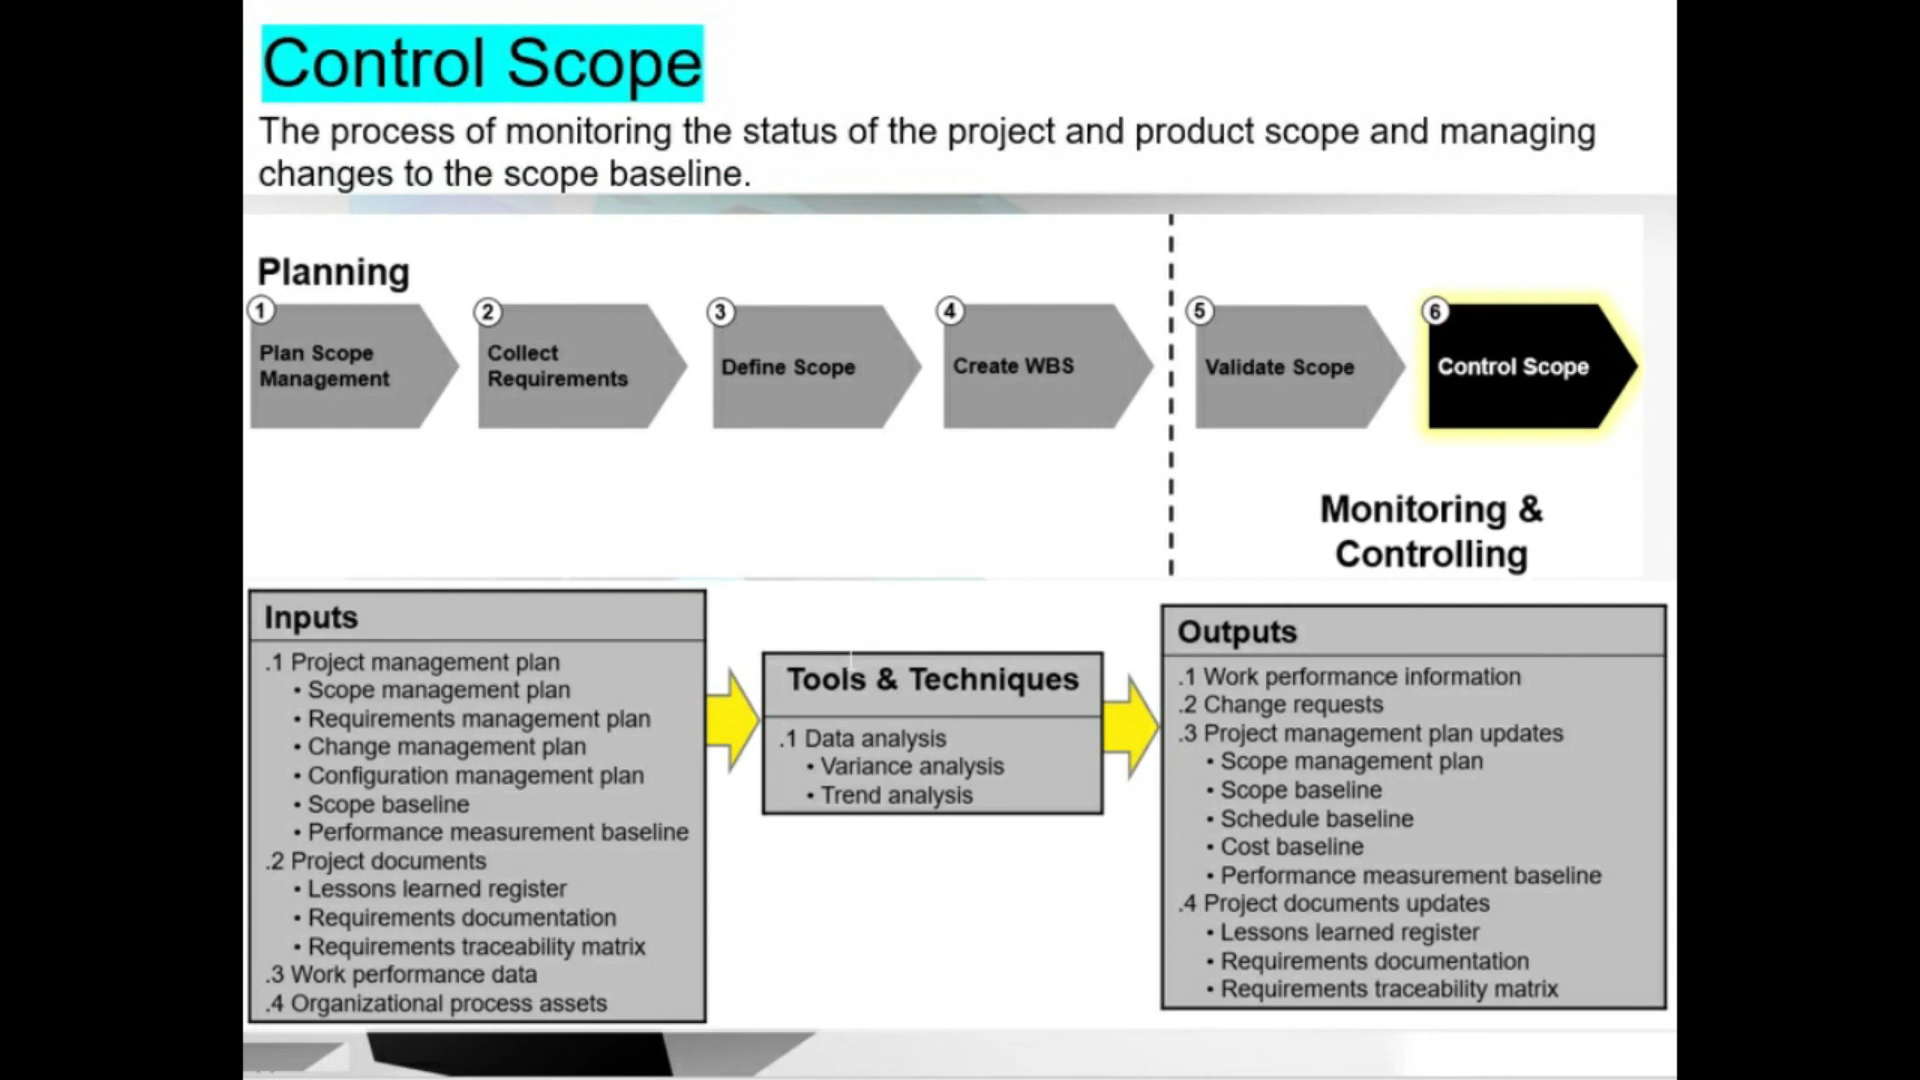 Control Scope
The process of monitoring the status of the project and product scope and managing
changes to the scope baseline.
Planning
1
Plan Scope
Management
2
Collect
Requirements
3
Define Scope
4
Create WBS
5
Validate Scope
6
Control Scope
Monitoring &
Controlling
Inputs
.1 Project management plan
• Scope management plan
• Requirements management plan
• Change management plan
• Configuration management plan
• Scope baseline
• Performance measurement baseline
.2 Project documents
• Lessons learned register
• Requirements documentation
• Requirements traceability matrix
.3 Work performance data
.4 Organizational process assets
Tools & Techniques
.1 Data analysis
• Variance analysis
• Trend analysis
Outputs
.1 Work performance information
.2 Change requests
.3 Project management plan updates
• Scope management plan
• Scope baseline
• Schedule baseline
• Cost baseline
• Performance measurement baseline
.4 Project documents updates
• Lessons learned register
• Requirements documentation
• Requirements traceability matrix